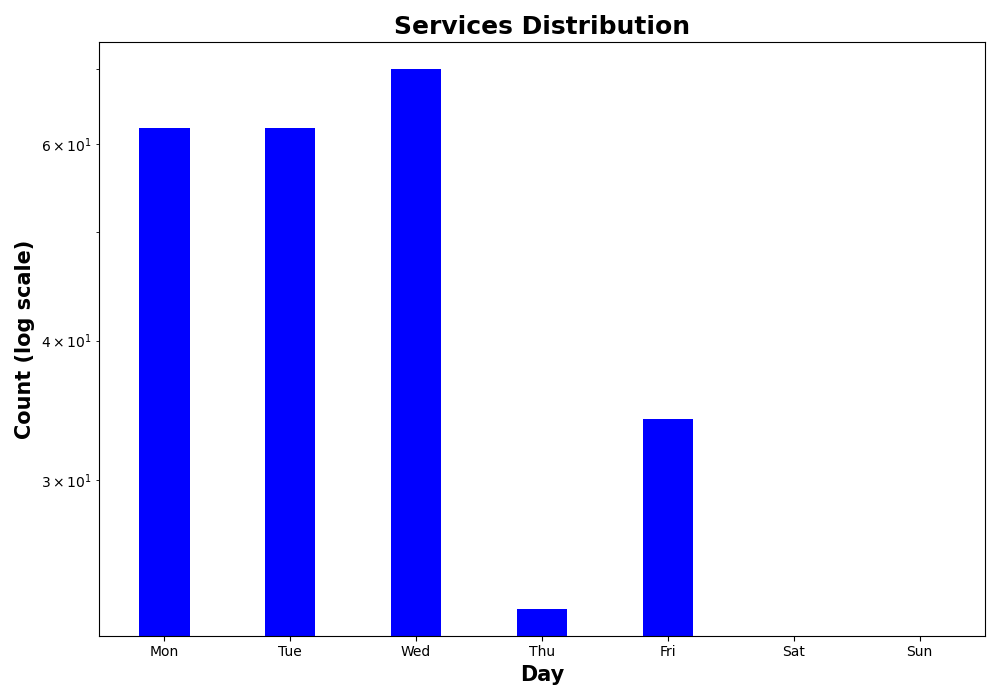 Services Distribution
6 × 10¹
4 × 10¹
3 × 10¹
Count (log scale)
Mon Tue Wed Thu Fri Sat Sun
Day